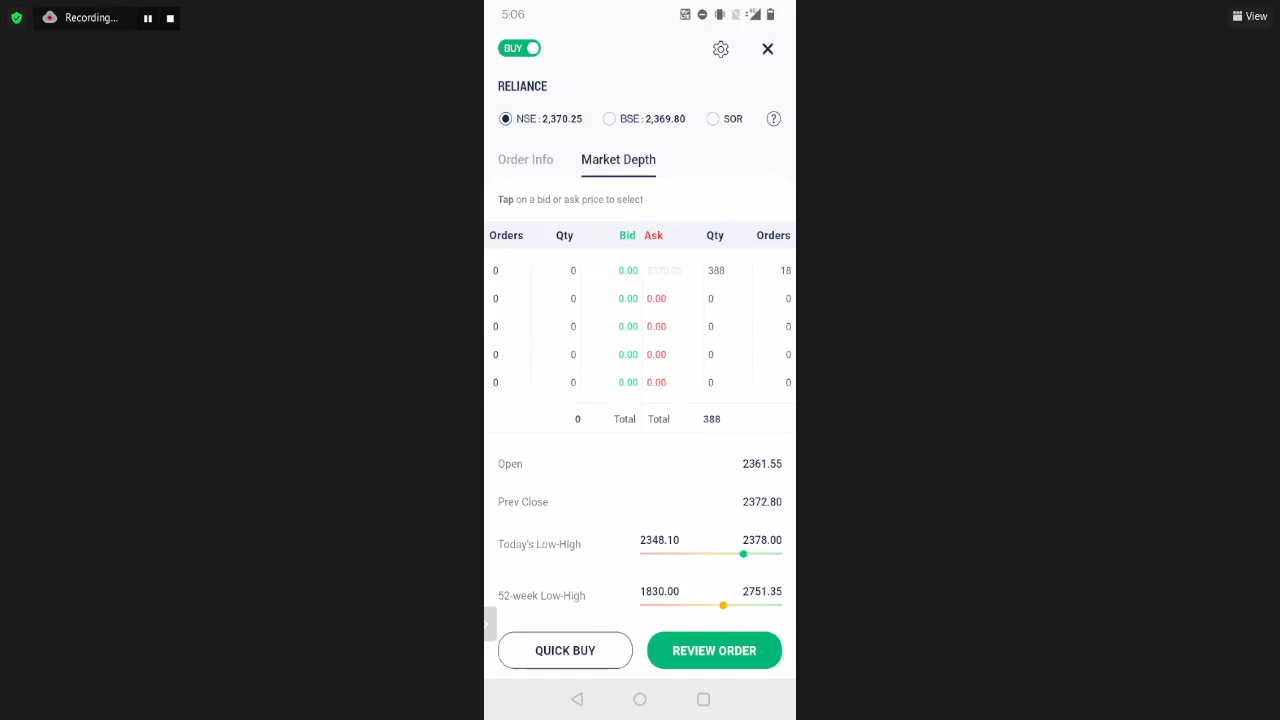 Recording...
View
5:06
BUY
RELIANCE
NSE : 2,370.25 BSE : 2,369.80 SOR ?
Order Info Market Depth
Tap on a bid or ask price to select
Orders Qty Bid Ask Qty Orders
0 0 0.00 2370.25 388 18
0 0 0.00 0.00 0 0
0 0 0.00 0.00 0 0
0 0 0.00 0.00 0 0
0 0 0.00 0.00 0 0
0 Total Total 388
Open 2361.55
Prev Close 2372.80
Today's Low-High 2348.10 2378.00
52-week Low-High 1830.00 2751.35
QUICK BUY REVIEW ORDER